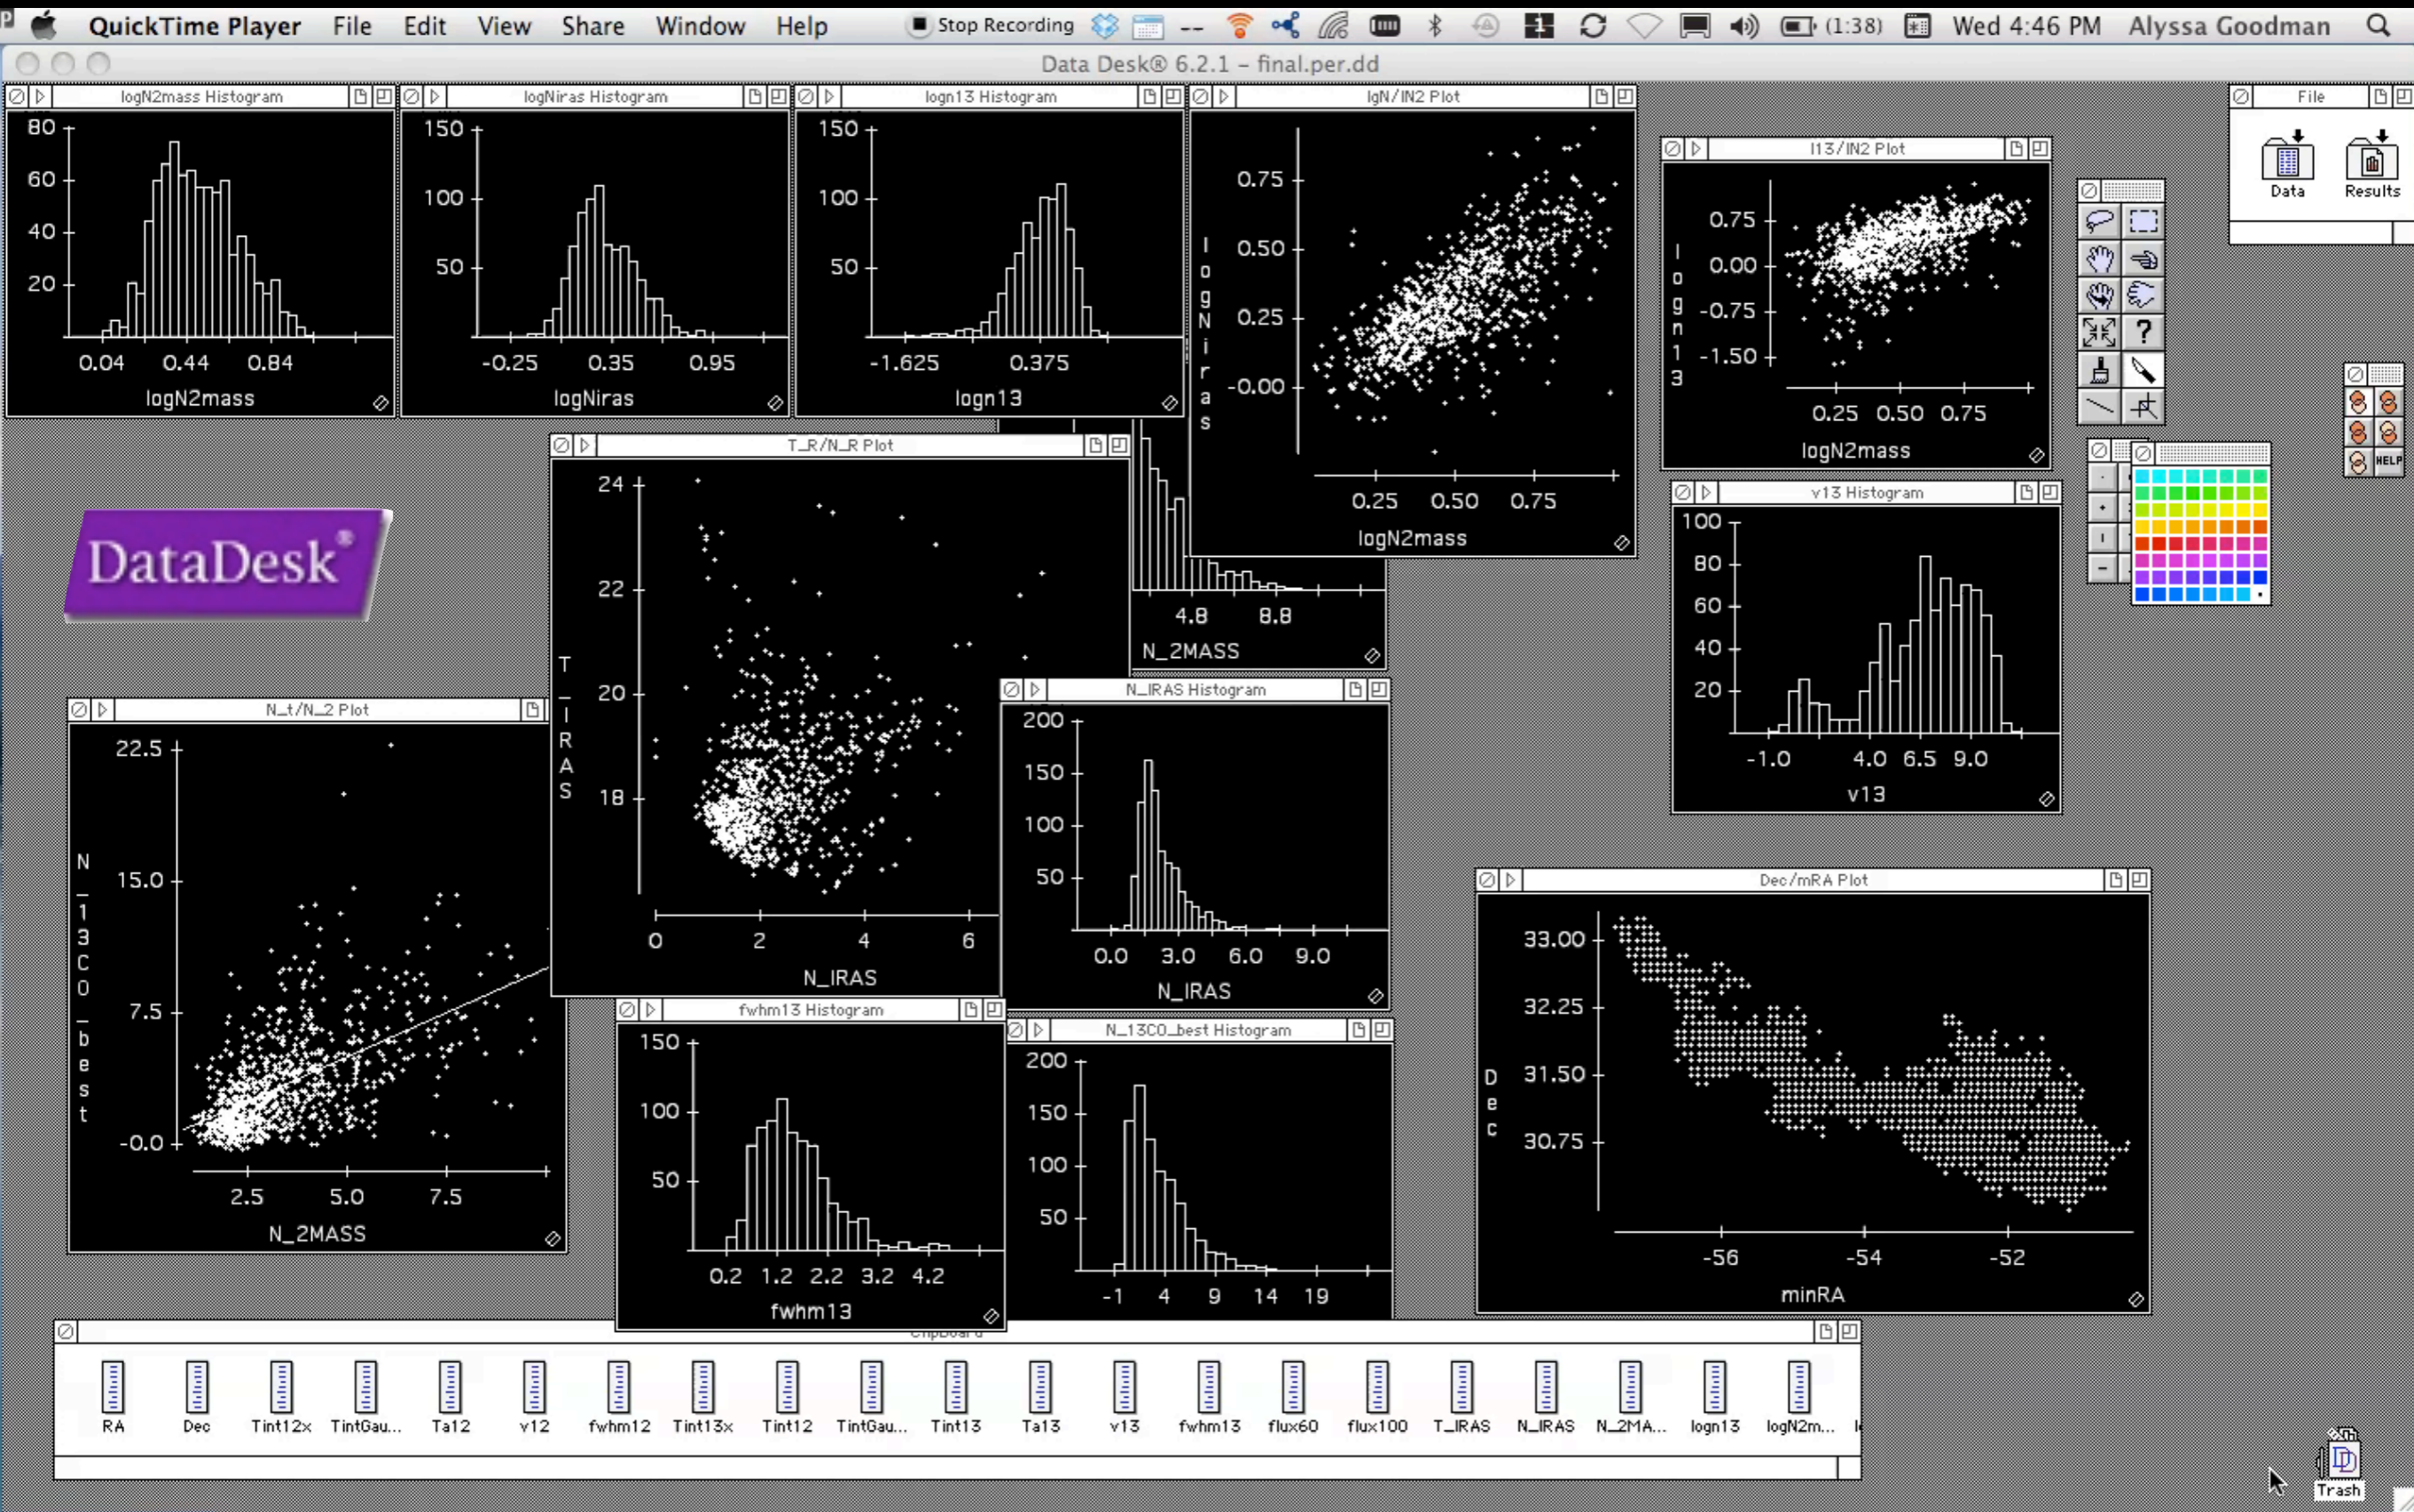 QuickTime Player File Edit View Share Window Help Stop Recording -- 1 (1:38) Wed 4:46 PM Alyssa Goodman
Data Desk® 6.2.1 – final.per.dd
logN2mass Histogram
80
60
40
20
0.04 0.44 0.84
logN2mass
logNiras Histogram
150
100
50
-0.25 0.35 0.95
logNiras
logn13 Histogram
150
100
50
-1.625 0.375
logn13
lgN/lN2 Plot
logNiras
0.75
0.50
0.25
-0.00
0.25 0.50 0.75
logN2mass
l13/lN2 Plot
logn13
0.75
0.00
-0.75
-1.50
0.25 0.50 0.75
logN2mass
File
Data Results
?
HELP
DataDesk®
T_R/N_R Plot
T_IRAS
24
22
20
18
0 2 4 6
N_IRAS
4.8 8.8
N_2MASS
v13 Histogram
100
80
60
40
20
-1.0 4.0 6.5 9.0
v13
N_t/N_2 Plot
N_13CO_best
22.5
15.0
7.5
-0.0
2.5 5.0 7.5
N_2MASS
N_IRAS Histogram
200
150
100
50
0.0 3.0 6.0 9.0
N_IRAS
fwhm13 Histogram
150
100
50
0.2 1.2 2.2 3.2 4.2
fwhm13
N_13CO_best Histogram
200
150
100
50
-1 4 9 14 19
Dec/mRA Plot
Dec
33.00
32.25
31.50
30.75
-56 -54 -52
minRA
Clipboard
RA Dec Tint12x TintGau... Ta12 v12 fwhm12 Tint13x Tint12 TintGau... Tint13 Ta13 v13 fwhm13 flux60 flux100 T_IRAS N_IRAS N_2MA... logn13 logN2m...
Trash